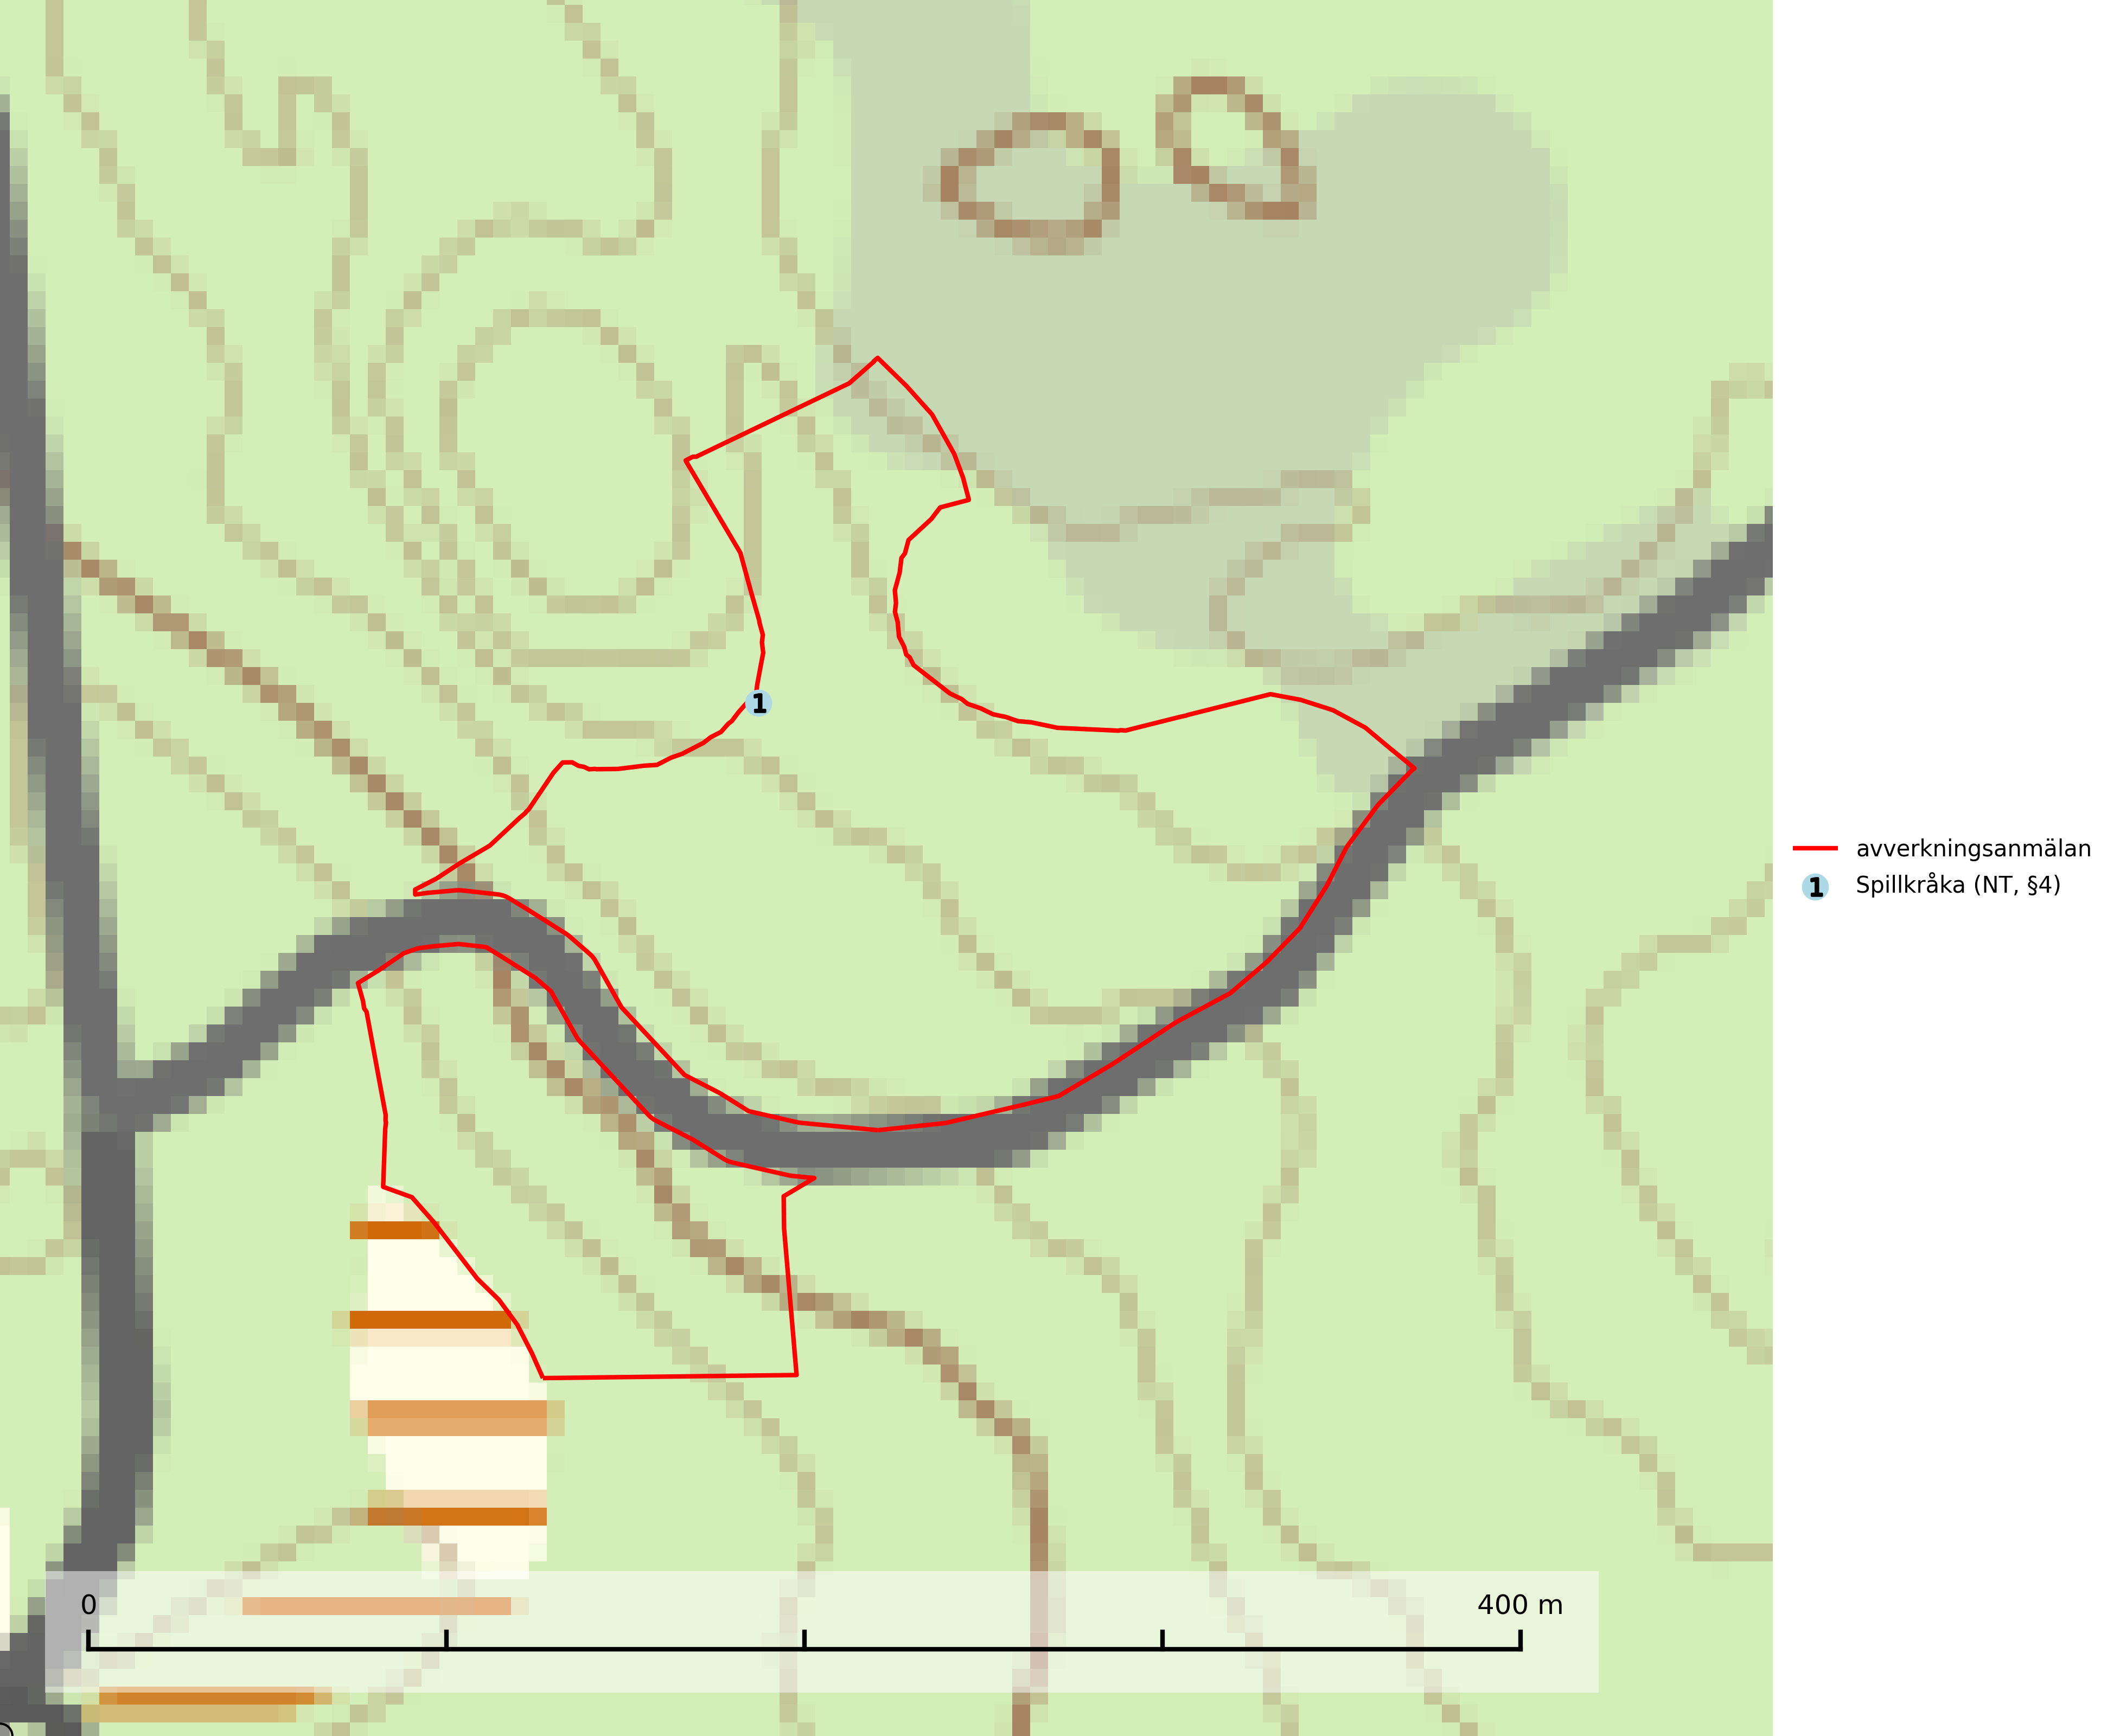 1
avverkningsanmälan
1 Spillkråka (NT, §4)
0 400 m